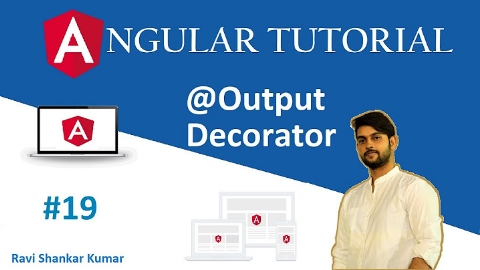 ANGULAR TUTORIAL
@Output
Decorator
#19
Ravi Shankar Kumar